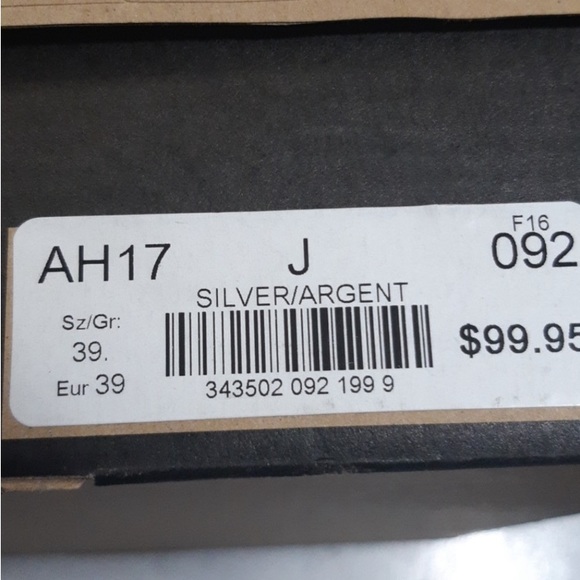 AH17 J F16 092
SILVER/ARGENT
Sz/Gr:
39.
Eur 39
$99.95
343502 092 199 9